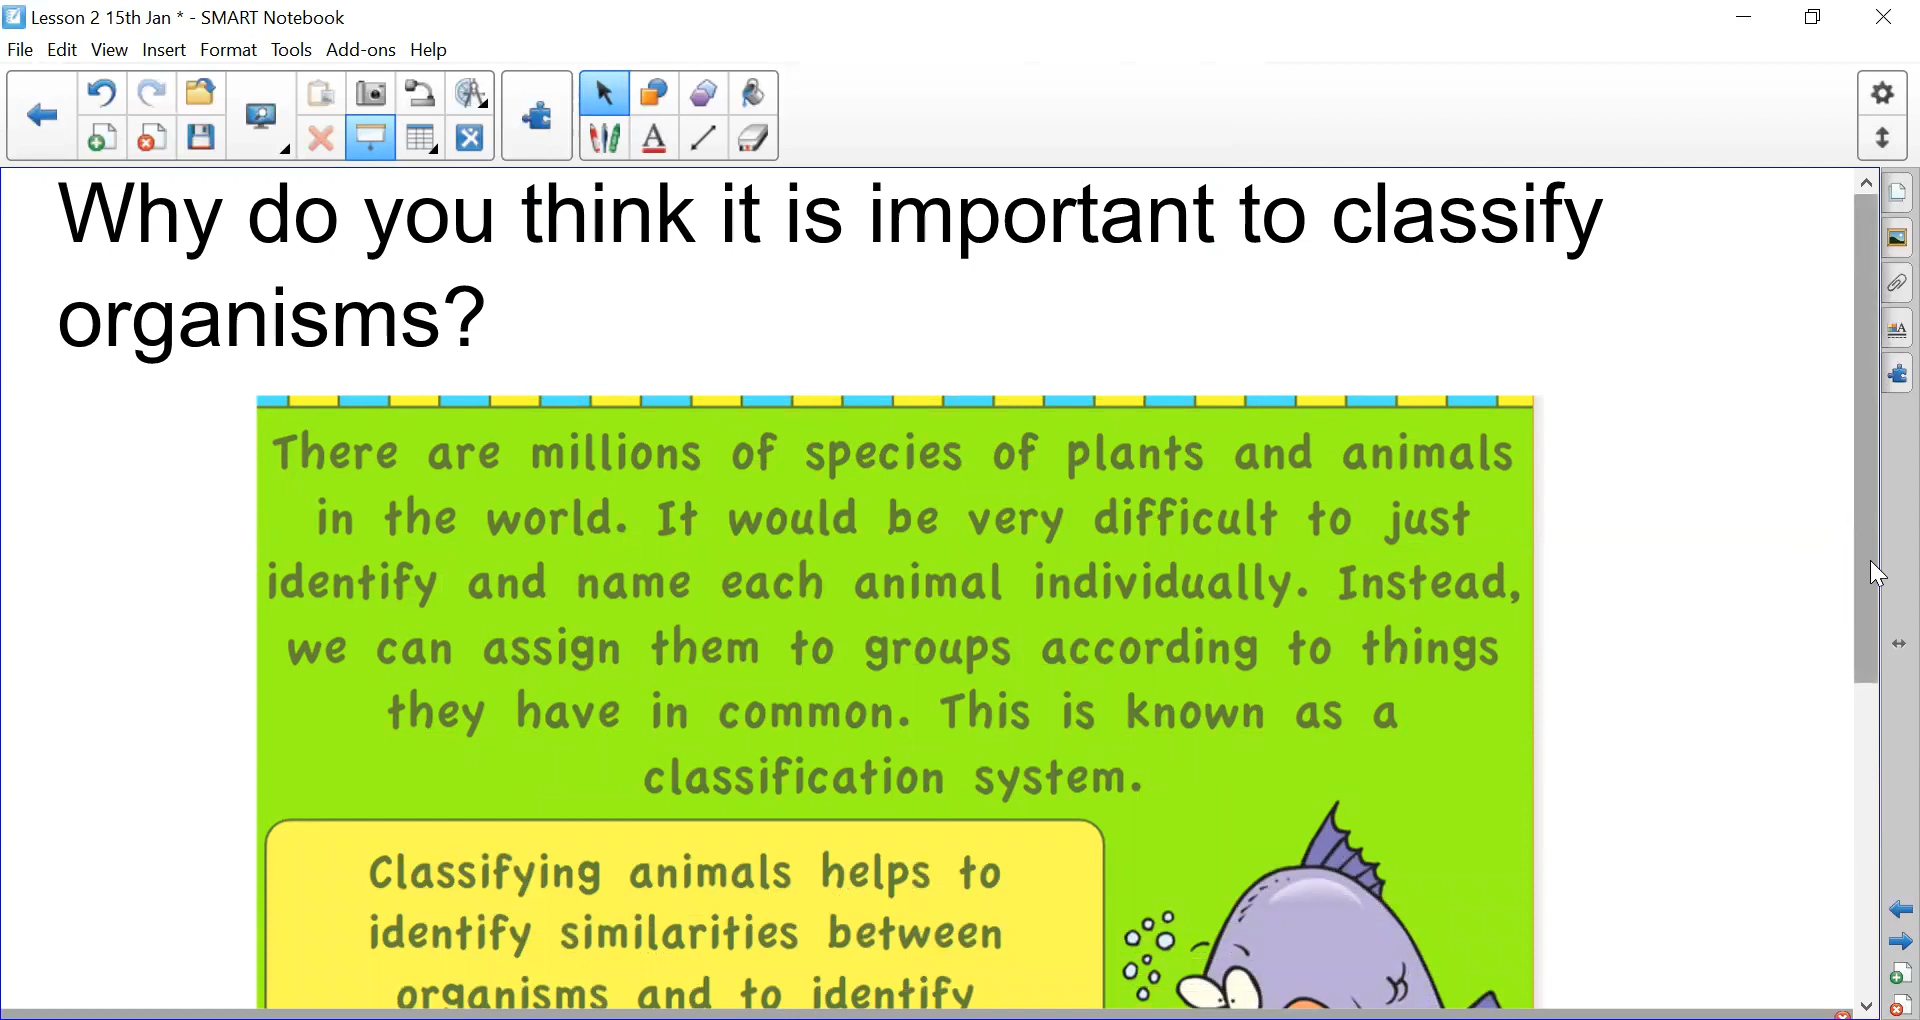 Lesson 2 15th Jan * - SMART Notebook
File Edit View Insert Format Tools Add-ons Help
Why do you think it is important to classify
organisms?
There are millions of species of plants and animals
in the world. It would be very difficult to just
identify and name each animal individually. Instead,
we can assign them to groups according to things
they have in common. This is known as a
classification system.
Classifying animals helps to
identify similarities between
organisms and to identify